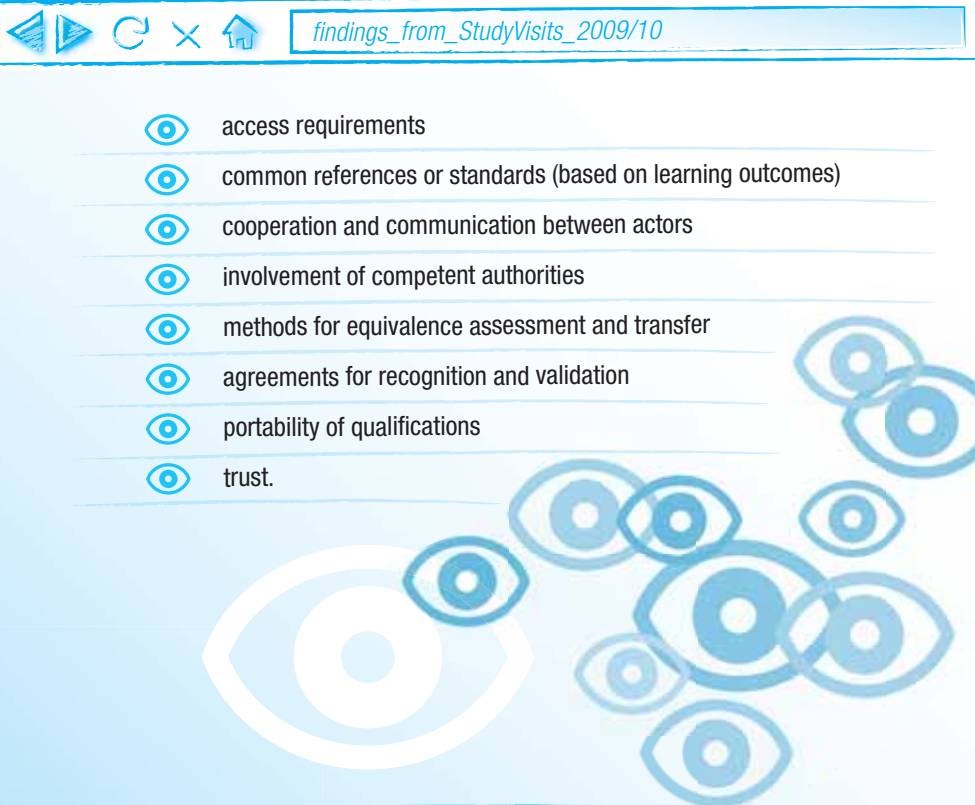 findings_from_StudyVisits_2009/10
access requirements
common references or standards (based on learning outcomes)
cooperation and communication between actors
involvement of competent authorities
methods for equivalence assessment and transfer
agreements for recognition and validation
portability of qualifications
trust.